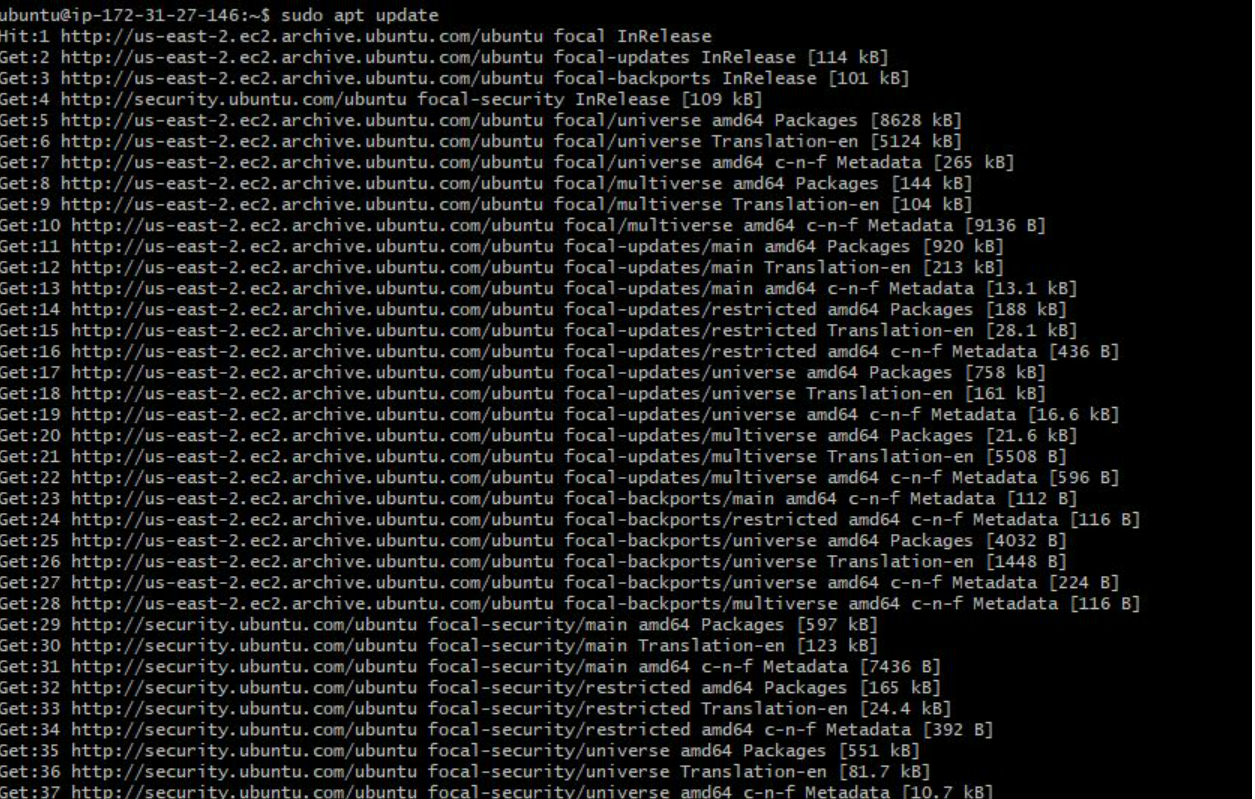 ubuntu@ip-172-31-27-146:~$ sudo apt update
Hit:1 http://us-east-2.ec2.archive.ubuntu.com/ubuntu focal InRelease
Get:2 http://us-east-2.ec2.archive.ubuntu.com/ubuntu focal-updates InRelease [114 kB]
Get:3 http://us-east-2.ec2.archive.ubuntu.com/ubuntu focal-backports InRelease [101 kB]
Get:4 http://security.ubuntu.com/ubuntu focal-security InRelease [109 kB]
Get:5 http://us-east-2.ec2.archive.ubuntu.com/ubuntu focal/universe amd64 Packages [8628 kB]
Get:6 http://us-east-2.ec2.archive.ubuntu.com/ubuntu focal/universe Translation-en [5124 kB]
Get:7 http://us-east-2.ec2.archive.ubuntu.com/ubuntu focal/universe amd64 c-n-f Metadata [265 kB]
Get:8 http://us-east-2.ec2.archive.ubuntu.com/ubuntu focal/multiverse amd64 Packages [144 kB]
Get:9 http://us-east-2.ec2.archive.ubuntu.com/ubuntu focal/multiverse Translation-en [104 kB]
Get:10 http://us-east-2.ec2.archive.ubuntu.com/ubuntu focal/multiverse amd64 c-n-f Metadata [9136 B]
Get:11 http://us-east-2.ec2.archive.ubuntu.com/ubuntu focal-updates/main amd64 Packages [920 kB]
Get:12 http://us-east-2.ec2.archive.ubuntu.com/ubuntu focal-updates/main Translation-en [213 kB]
Get:13 http://us-east-2.ec2.archive.ubuntu.com/ubuntu focal-updates/main amd64 c-n-f Metadata [13.1 kB]
Get:14 http://us-east-2.ec2.archive.ubuntu.com/ubuntu focal-updates/restricted amd64 Packages [188 kB]
Get:15 http://us-east-2.ec2.archive.ubuntu.com/ubuntu focal-updates/restricted Translation-en [28.1 kB]
Get:16 http://us-east-2.ec2.archive.ubuntu.com/ubuntu focal-updates/restricted amd64 c-n-f Metadata [436 B]
Get:17 http://us-east-2.ec2.archive.ubuntu.com/ubuntu focal-updates/universe amd64 Packages [758 kB]
Get:18 http://us-east-2.ec2.archive.ubuntu.com/ubuntu focal-updates/universe Translation-en [161 kB]
Get:19 http://us-east-2.ec2.archive.ubuntu.com/ubuntu focal-updates/universe amd64 c-n-f Metadata [16.6 kB]
Get:20 http://us-east-2.ec2.archive.ubuntu.com/ubuntu focal-updates/multiverse amd64 Packages [21.6 kB]
Get:21 http://us-east-2.ec2.archive.ubuntu.com/ubuntu focal-updates/multiverse Translation-en [5508 B]
Get:22 http://us-east-2.ec2.archive.ubuntu.com/ubuntu focal-updates/multiverse amd64 c-n-f Metadata [596 B]
Get:23 http://us-east-2.ec2.archive.ubuntu.com/ubuntu focal-backports/main amd64 c-n-f Metadata [112 B]
Get:24 http://us-east-2.ec2.archive.ubuntu.com/ubuntu focal-backports/restricted amd64 c-n-f Metadata [116 B]
Get:25 http://us-east-2.ec2.archive.ubuntu.com/ubuntu focal-backports/universe amd64 Packages [4032 B]
Get:26 http://us-east-2.ec2.archive.ubuntu.com/ubuntu focal-backports/universe Translation-en [1448 B]
Get:27 http://us-east-2.ec2.archive.ubuntu.com/ubuntu focal-backports/universe amd64 c-n-f Metadata [224 B]
Get:28 http://us-east-2.ec2.archive.ubuntu.com/ubuntu focal-backports/multiverse amd64 c-n-f Metadata [116 B]
Get:29 http://security.ubuntu.com/ubuntu focal-security/main amd64 Packages [597 kB]
Get:30 http://security.ubuntu.com/ubuntu focal-security/main Translation-en [123 kB]
Get:31 http://security.ubuntu.com/ubuntu focal-security/main amd64 c-n-f Metadata [7436 B]
Get:32 http://security.ubuntu.com/ubuntu focal-security/restricted amd64 Packages [165 kB]
Get:33 http://security.ubuntu.com/ubuntu focal-security/restricted Translation-en [24.4 kB]
Get:34 http://security.ubuntu.com/ubuntu focal-security/restricted amd64 c-n-f Metadata [392 B]
Get:35 http://security.ubuntu.com/ubuntu focal-security/universe amd64 Packages [551 kB]
Get:36 http://security.ubuntu.com/ubuntu focal-security/universe Translation-en [81.7 kB]
Get:37 http://security.ubuntu.com/ubuntu focal-security/universe amd64 c-n-f Metadata [10.7 kB]